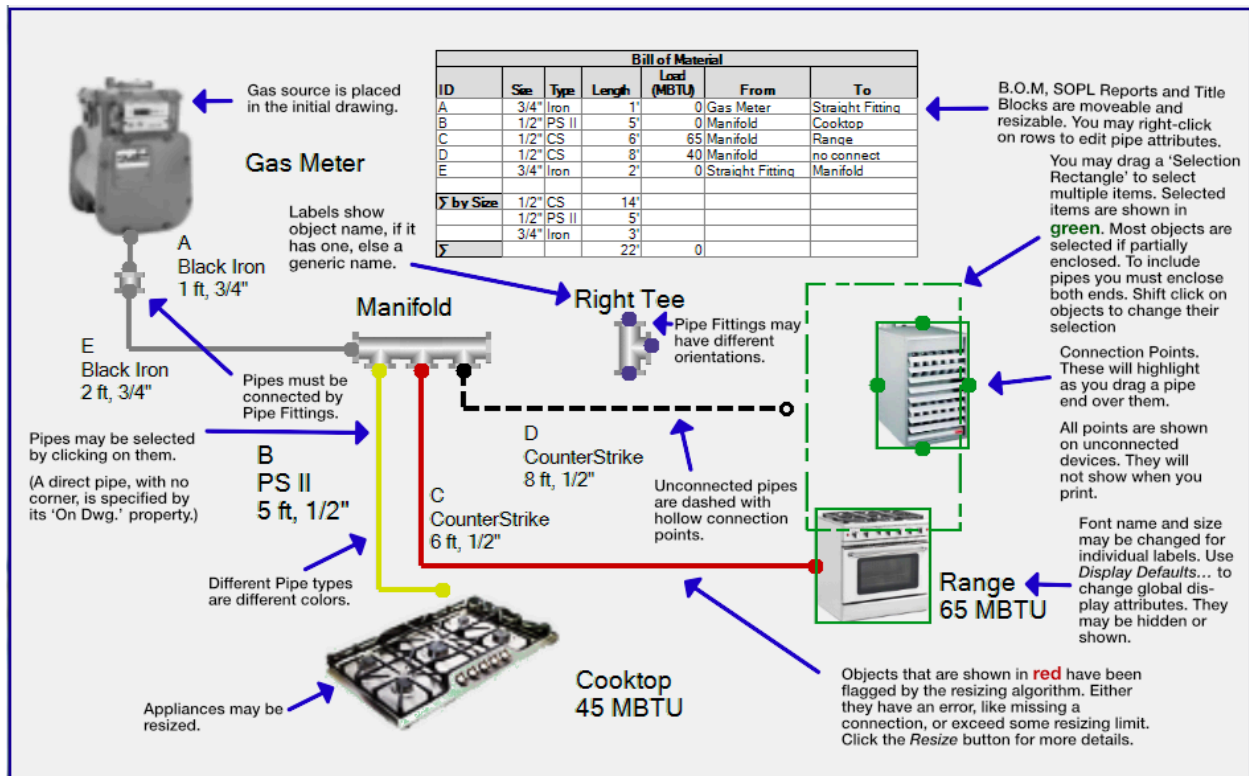 Gas source is placed
in the initial drawing.
Gas Meter
Bill of Material
ID Size Type Length Load (MBTU) From To
A 3/4" Iron 1' 0 Gas Meter Straight Fitting
B 1/2" PS II 5' 0 Manifold Cooktop
C 1/2" CS 6' 65 Manifold Range
D 1/2" CS 8' 40 Manifold no connect
E 3/4" Iron 2' 0 Straight Fitting Manifold
∑ by Size 1/2" CS 14'
1/2" PS II 5'
3/4" Iron 3'
∑ 22' 0
B.O.M, SOPL Reports and Title
Blocks are moveable and
resizable. You may right-click
on rows to edit pipe attributes.
You may drag a ‘Selection
Rectangle’ to select
multiple items. Selected
items are shown in
green. Most objects are
selected if partially
enclosed. To include
pipes you must enclose
both ends. Shift click on
objects to change their
selection
Labels show
object name, if it
has one, else a
generic name.
A
Black Iron
1 ft, 3/4"
Manifold
Right Tee
Pipe Fittings may
have different
orientations.
E
Black Iron
2 ft, 3/4"
Pipes must be
connected by
Pipe Fittings.
Connection Points.
These will highlight
as you drag a pipe
end over them.
All points are shown
on unconnected
devices. They will
not show when you
print.
Pipes may be selected
by clicking on them.
(A direct pipe, with no
corner, is specified by
its ‘On Dwg.’ property.)
B
PS II
5 ft, 1/2"
C
CounterStrike
6 ft, 1/2"
D
CounterStrike
8 ft, 1/2"
Unconnected pipes
are dashed with
hollow connection
points.
Different Pipe types
are different colors.
Range
65 MBTU
Font name and size
may be changed for
individual labels. Use
Display Defaults... to
change global dis-
play attributes. They
may be hidden or
shown.
Appliances may be
resized.
Cooktop
45 MBTU
Objects that are shown in red have been
flagged by the resizing algorithm. Either
they have an error, like missing a
connection, or exceed some resizing limit.
Click the Resize button for more details.